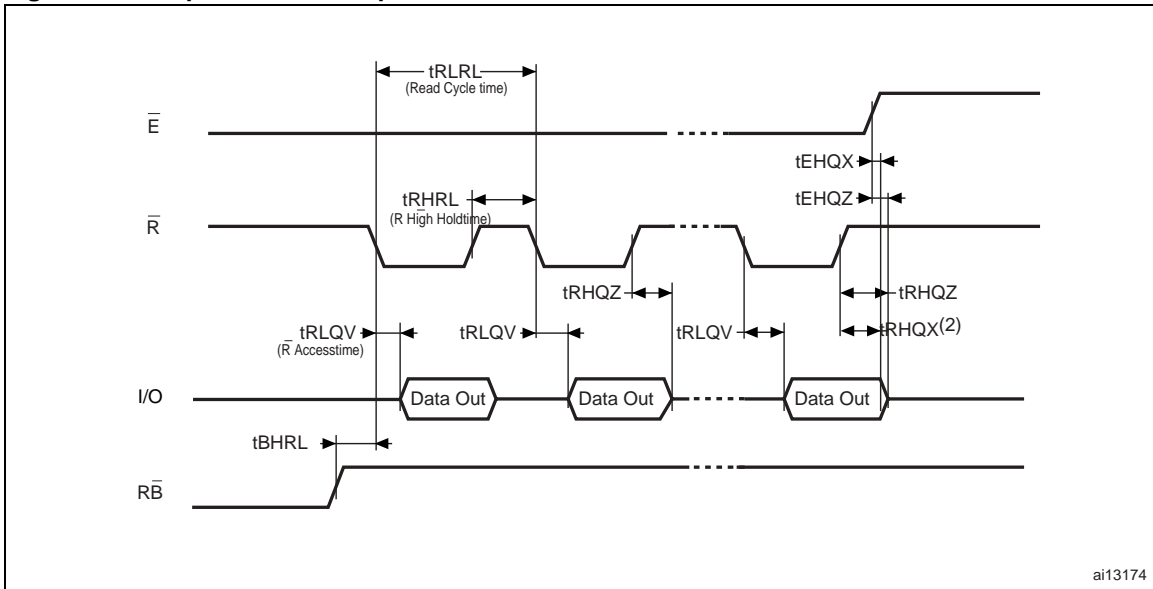 tRLRL
(Read Cycle time)
E̅
tEHQX
tRHRL
(R̅ High Holdtime)
tEHQZ
R̅
tRHQZ
tRHQZ
tRLQV
(R̅ Accesstime)
tRLQV
tRLQV
tRHQX(2)
I/O
Data Out
Data Out
Data Out
tBHRL
RB̅
ai13174